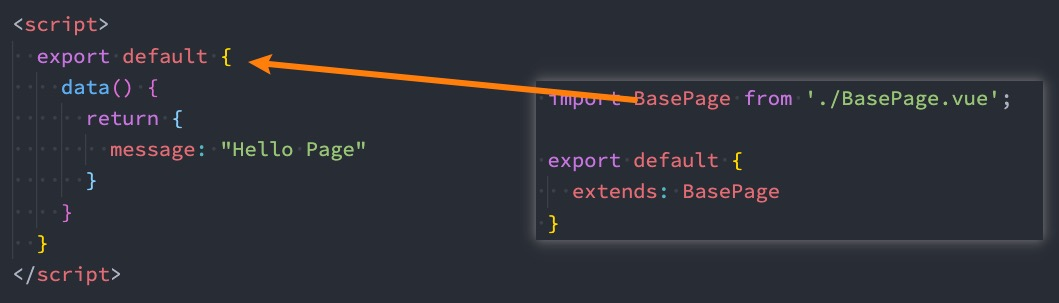 <script>
export default {
data() {
return {
message: "Hello Page"
}
}
}
</script>
import BasePage from './BasePage.vue';
export default {
extends: BasePage
}